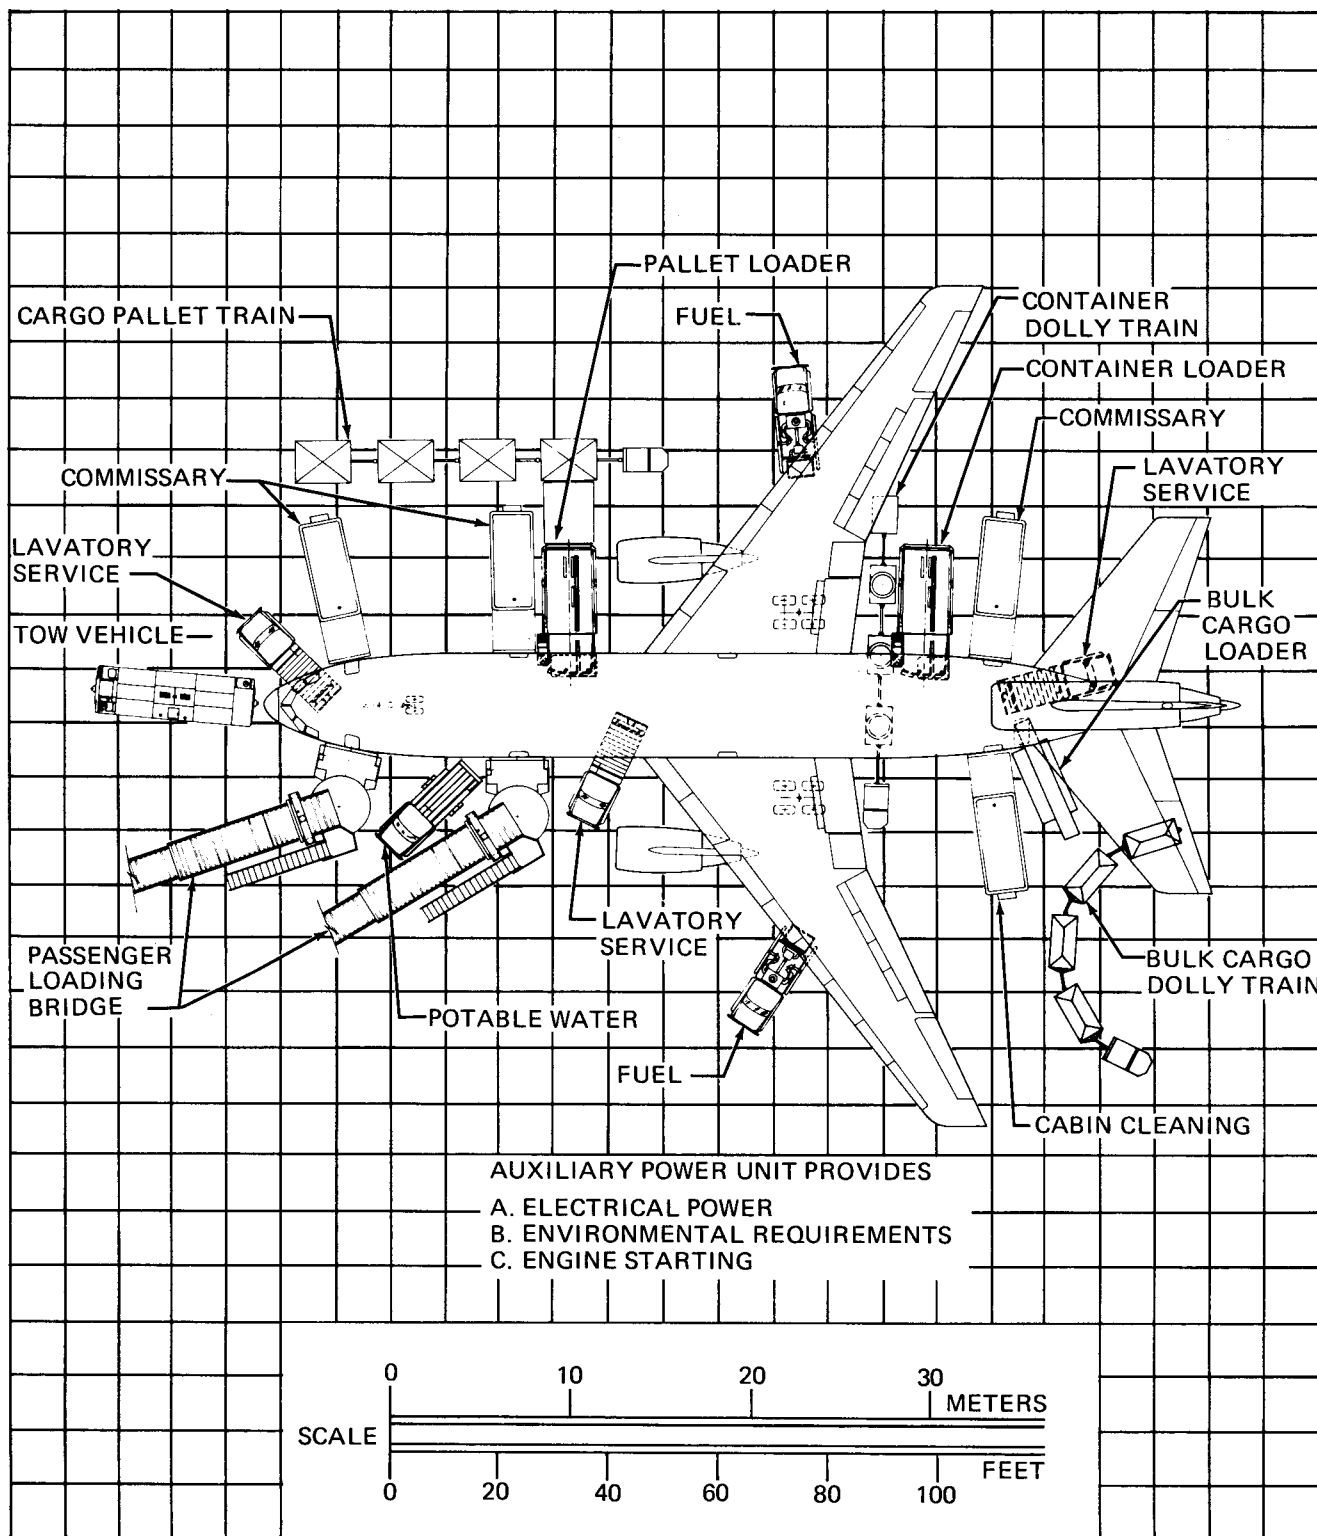 PALLET LOADER
CARGO PALLET TRAIN
FUEL
CONTAINER
DOLLY TRAIN
CONTAINER LOADER
COMMISSARY
COMMISSARY
LAVATORY
SERVICE
LAVATORY
SERVICE
TOW VEHICLE
BULK
CARGO
LOADER
LAVATORY
SERVICE
PASSENGER
LOADING
BRIDGE
BULK CARGO
DOLLY TRAIN
POTABLE WATER
FUEL
CABIN CLEANING
AUXILIARY POWER UNIT PROVIDES
A. ELECTRICAL POWER
B. ENVIRONMENTAL REQUIREMENTS
C. ENGINE STARTING
0 10 20 30
METERS
SCALE
FEET
0 20 40 60 80 100